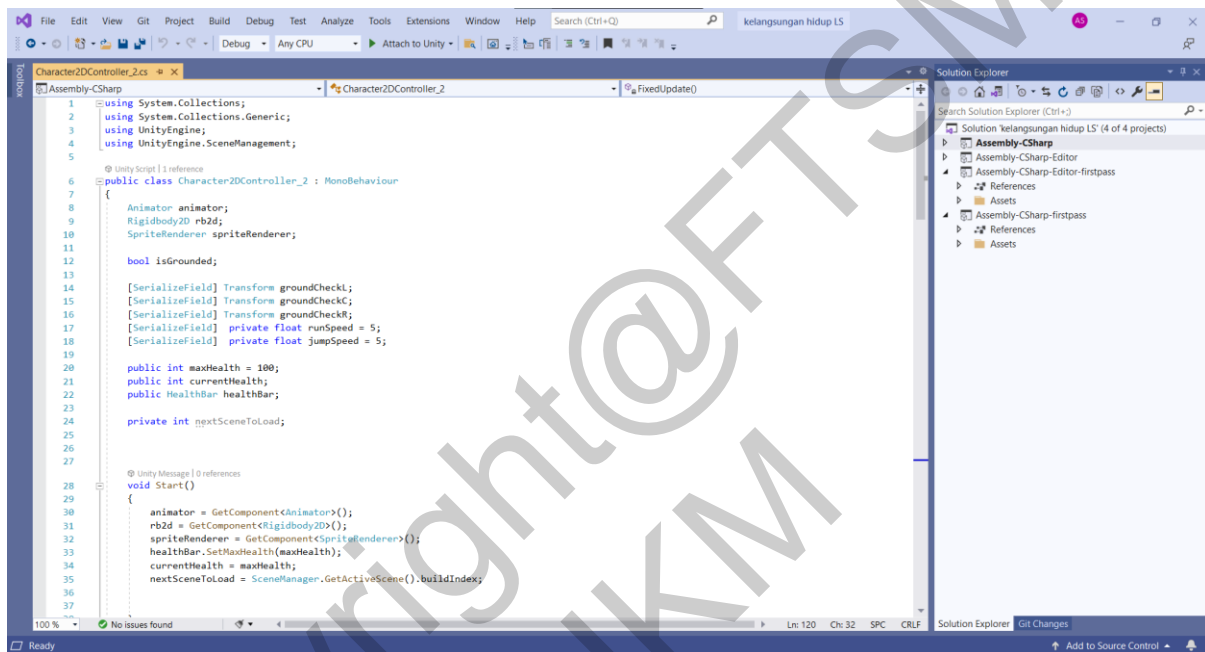 File Edit View Git Project Build Debug Test Analyze Tools Extensions Window Help Search (Ctrl+Q) kelangsungan hidup LS AS
Debug Any CPU Attach to Unity
Toolbox
Character2DController_2.cs
Assembly-CSharp Character2DController_2 FixedUpdate()
1 using System.Collections;
2 using System.Collections.Generic;
3 using UnityEngine;
4 using UnityEngine.SceneManagement;
5
Unity Script | 1 reference
6 public class Character2DController_2 : MonoBehaviour
7 {
8 Animator animator;
9 Rigidbody2D rb2d;
10 SpriteRenderer spriteRenderer;
11
12 bool isGrounded;
13
14 [SerializeField] Transform groundCheckL;
15 [SerializeField] Transform groundCheckC;
16 [SerializeField] Transform groundCheckR;
17 [SerializeField] private float runSpeed = 5;
18 [SerializeField] private float jumpSpeed = 5;
19
20 public int maxHealth = 100;
21 public int currentHealth;
22 public HealthBar healthBar;
23
24 private int nextSceneToLoad;
25
26
27
Unity Message | 0 references
28 void Start()
29 {
30 animator = GetComponent<Animator>();
31 rb2d = GetComponent<Rigidbody2D>();
32 spriteRenderer = GetComponent<SpriteRenderer>();
33 healthBar.SetMaxHealth(maxHealth);
34 currentHealth = maxHealth;
35 nextSceneToLoad = SceneManager.GetActiveScene().buildIndex;
36
37
100 % No issues found Ln: 120 Ch: 32 SPC CRLF
Solution Explorer
Search Solution Explorer (Ctrl+;)
Solution 'kelangsungan hidup LS' (4 of 4 projects)
Assembly-CSharp
Assembly-CSharp-Editor
Assembly-CSharp-Editor-firstpass
References
Assets
Assembly-CSharp-firstpass
References
Assets
Solution Explorer Git Changes
Ready Add to Source Control
right@FTSM
UKM